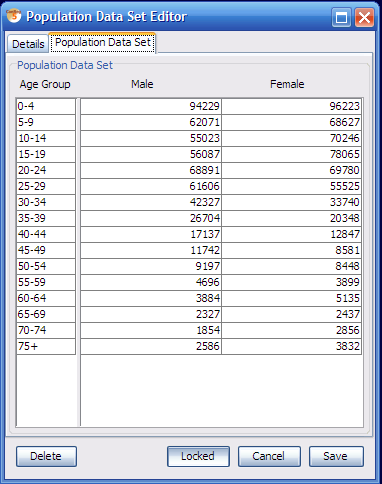 Population Data Set Editor
Details Population Data Set
Population Data Set
Age Group Male Female
0-4 94229 96223
5-9 62071 68627
10-14 55023 70246
15-19 56087 78065
20-24 68891 69780
25-29 61606 55525
30-34 42327 33740
35-39 26704 20348
40-44 17137 12847
45-49 11742 8581
50-54 9197 8448
55-59 4696 3899
60-64 3884 5135
65-69 2327 2437
70-74 1854 2856
75+ 2586 3832
Delete Locked Cancel Save